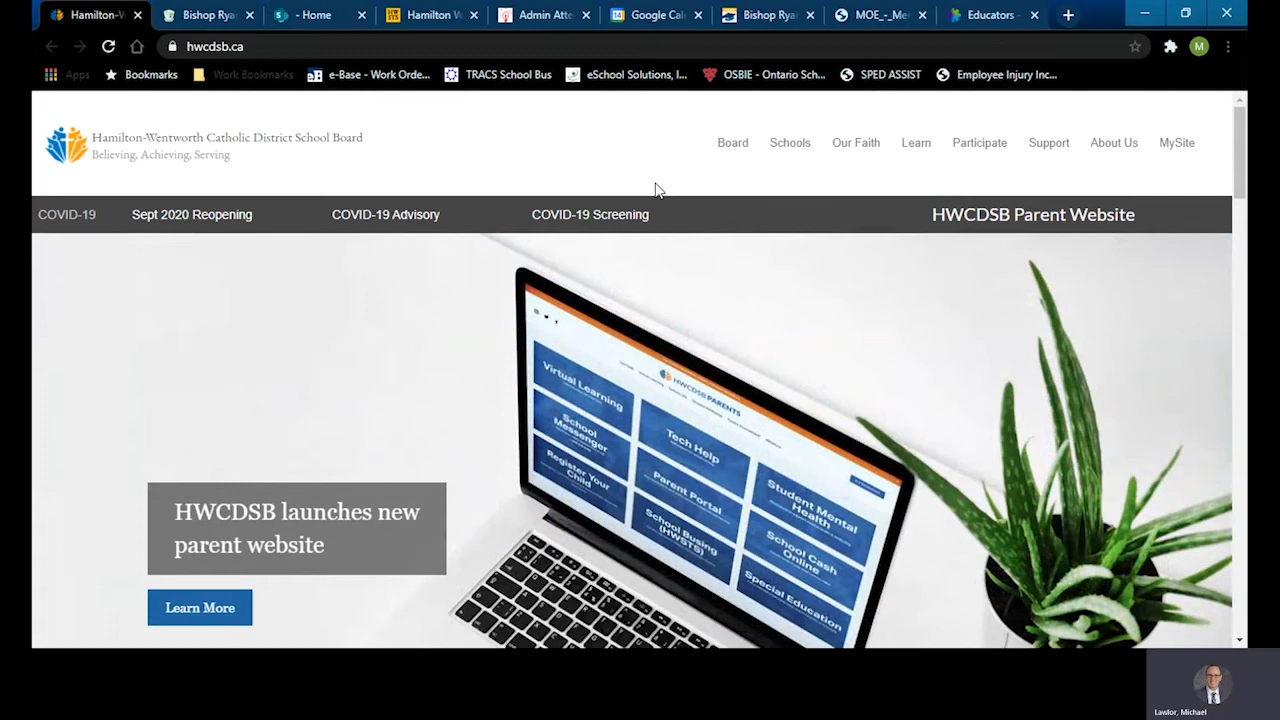 Hamilton-W
Bishop Rya
- Home
Hamilton W
Admin Atte
Google Cal
Bishop Rya
MOE_-_Me
Educators -
hwcdsb.ca
M
Apps
Bookmarks
Work Bookmarks
e-Base - Work Orde...
TRACS School Bus
eSchool Solutions, I...
OSBIE - Ontario Sch...
SPED ASSIST
Employee Injury Inc...
Hamilton-Wentworth Catholic District School Board
Believing, Achieving, Serving
Board
Schools
Our Faith
Learn
Participate
Support
About Us
MySite
COVID-19
Sept 2020 Reopening
COVID-19 Advisory
COVID-19 Screening
HWCDSB Parent Website
HWCDSB PARENTS
Virtual Learning
Tech Help
Student Mental
Health
School
Messenger
Parent Portal
School Cash
Online
Register Your
Child
School Busing
(HWSTS)
Special Education
HWCDSB launches new
parent website
Learn More
Lawlor, Michael